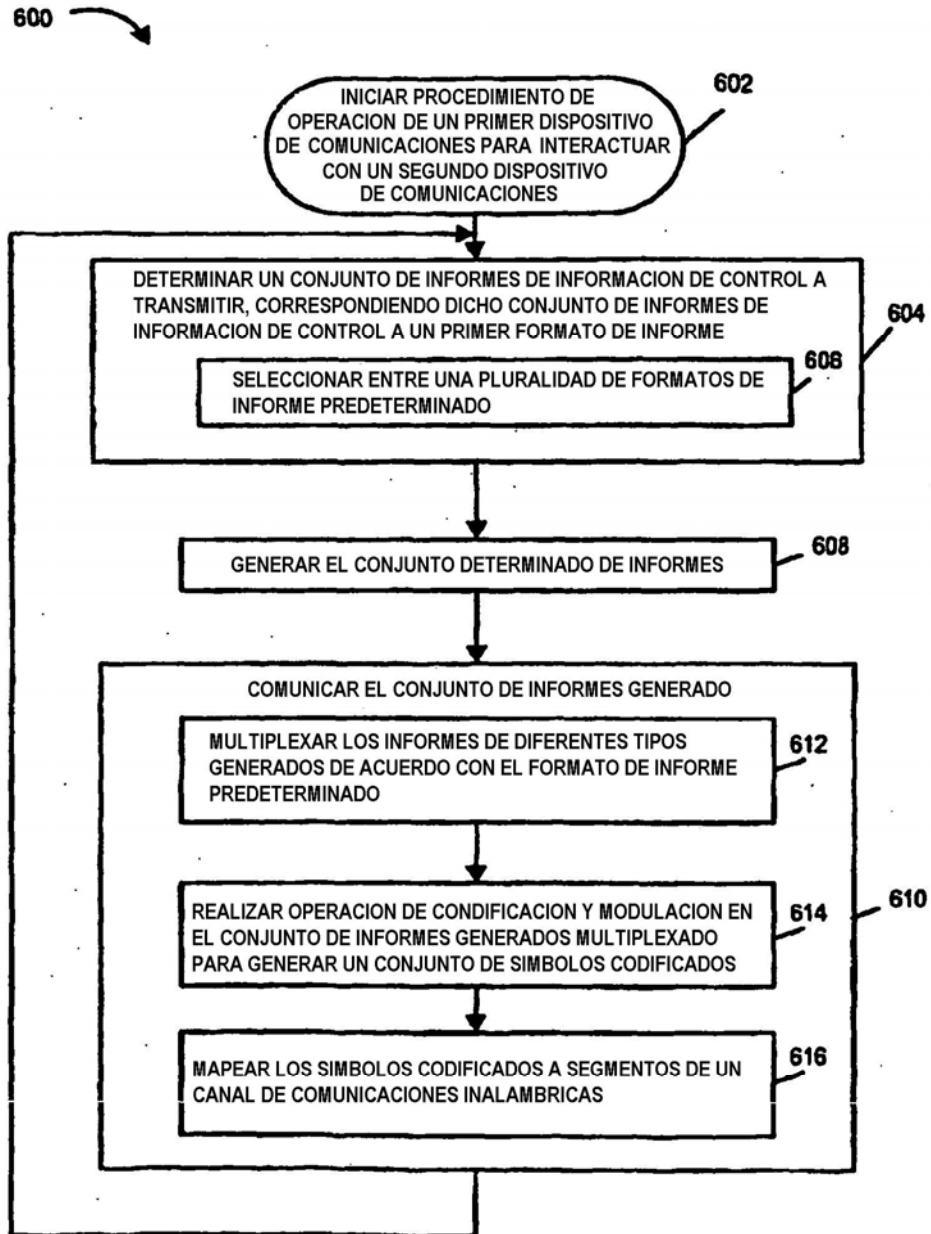 600
602
INICIAR PROCEDIMIENTO DE
OPERACION DE UN PRIMER DISPOSITIVO
DE COMUNICACIONES PARA INTERACTUAR
CON UN SEGUNDO DISPOSITIVO
DE COMUNICACIONES
DETERMINAR UN CONJUNTO DE INFORMES DE INFORMACION DE CONTROL A
TRANSMITIR, CORRESPONDIENDO DICHO CONJUNTO DE INFORMES DE
INFORMACION DE CONTROL A UN PRIMER FORMATO DE INFORME
604
608
SELECCIONAR ENTRE UNA PLURALIDAD DE FORMATOS DE
INFORME PREDETERMINADO
GENERAR EL CONJUNTO DETERMINADO DE INFORMES
608
COMUNICAR EL CONJUNTO DE INFORMES GENERADO
MULTIPLEXAR LOS INFORMES DE DIFERENTES TIPOS
GENERADOS DE ACUERDO CON EL FORMATO DE INFORME
PREDETERMINADO
612
REALIZAR OPERACION DE CONDIFICACION Y MODULACION EN
EL CONJUNTO DE INFORMES GENERADOS MULTIPLEXADO
PARA GENERAR UN CONJUNTO DE SIMBOLOS CODIFICADOS
614
610
MAPEAR LOS SIMBOLOS CODIFICADOS A SEGMENTOS DE UN
CANAL DE COMUNICACIONES INALAMBRICAS
616